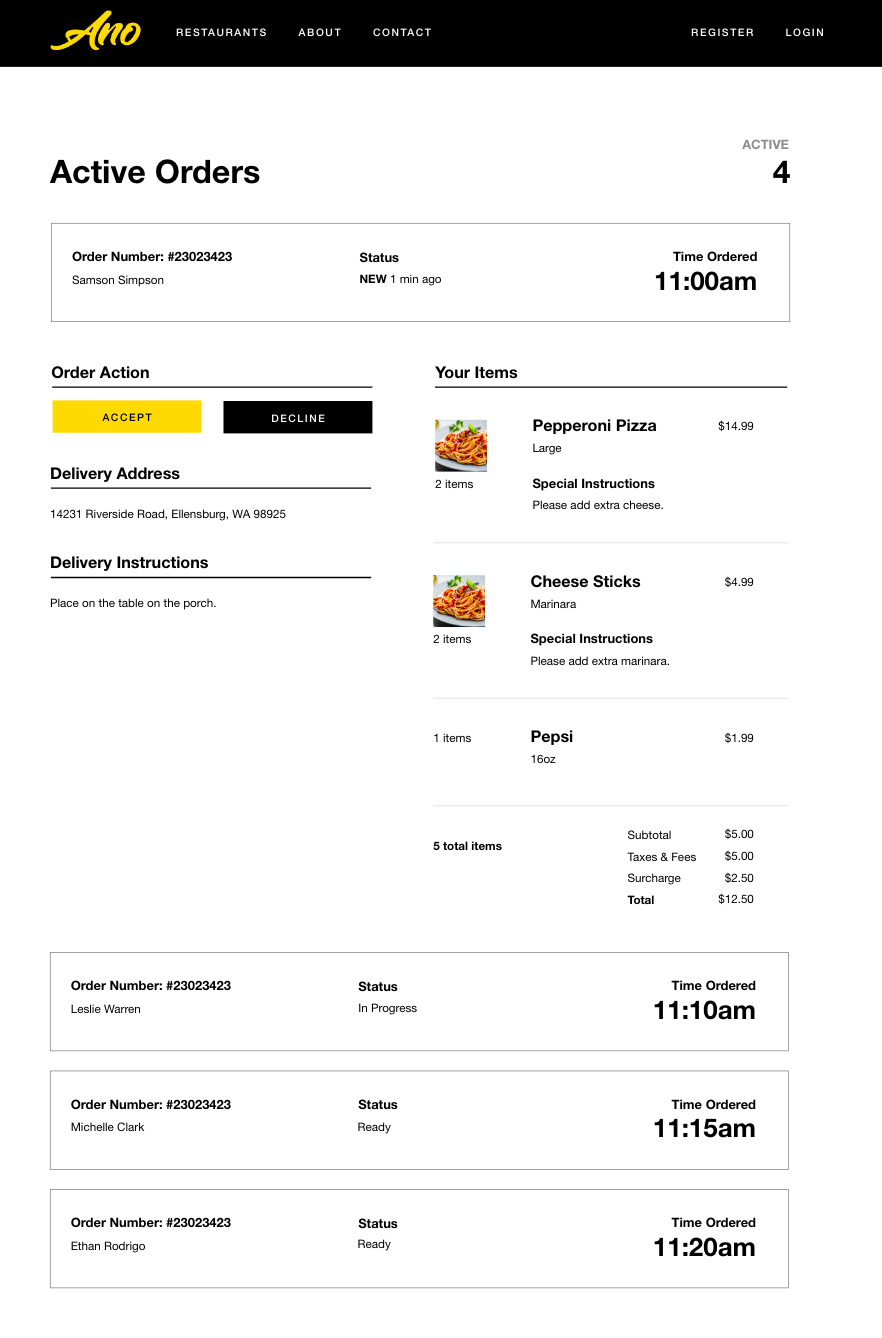 Ano RESTAURANTS ABOUT CONTACT REGISTER LOGIN
ACTIVE
Active Orders 4
Order Number: #23023423 Status Time Ordered
Samson Simpson NEW 1 min ago 11:00am
Order Action
ACCEPT DECLINE
Delivery Address
14231 Riverside Road, Ellensburg, WA 98925
Delivery Instructions
Place on the table on the porch.
Your Items
Pepperoni Pizza $14.99
Large
2 items Special Instructions
Please add extra cheese.
Cheese Sticks $4.99
Marinara
2 items Special Instructions
Please add extra marinara.
1 items Pepsi $1.99
16oz
5 total items
Subtotal $5.00
Taxes & Fees $5.00
Surcharge $2.50
Total $12.50
Order Number: #23023423 Status Time Ordered
Leslie Warren In Progress 11:10am
Order Number: #23023423 Status Time Ordered
Michelle Clark Ready 11:15am
Order Number: #23023423 Status Time Ordered
Ethan Rodrigo Ready 11:20am